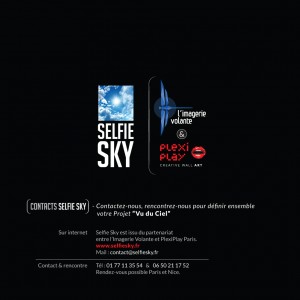 SELFIE
SKY
l'imagerie
volante
&
PLEXI
PLAY
CREATIVE WALL ART
CONTACTS SELFIE SKY - Contactez-nous, rencontrez-nous pour définir ensemble
votre Projet "Vu du Ciel"
Sur internet Selfie Sky est issu du partenariat
entre l'Imagerie Volante et PlexiPlay Paris.
www.selfiesky.fr
Mail : contact@selfiesky.fr
Contact & rencontre Tél : 01 77 11 35 54 & 06 50 21 17 52
Rendez-vous possible Paris et Nice.